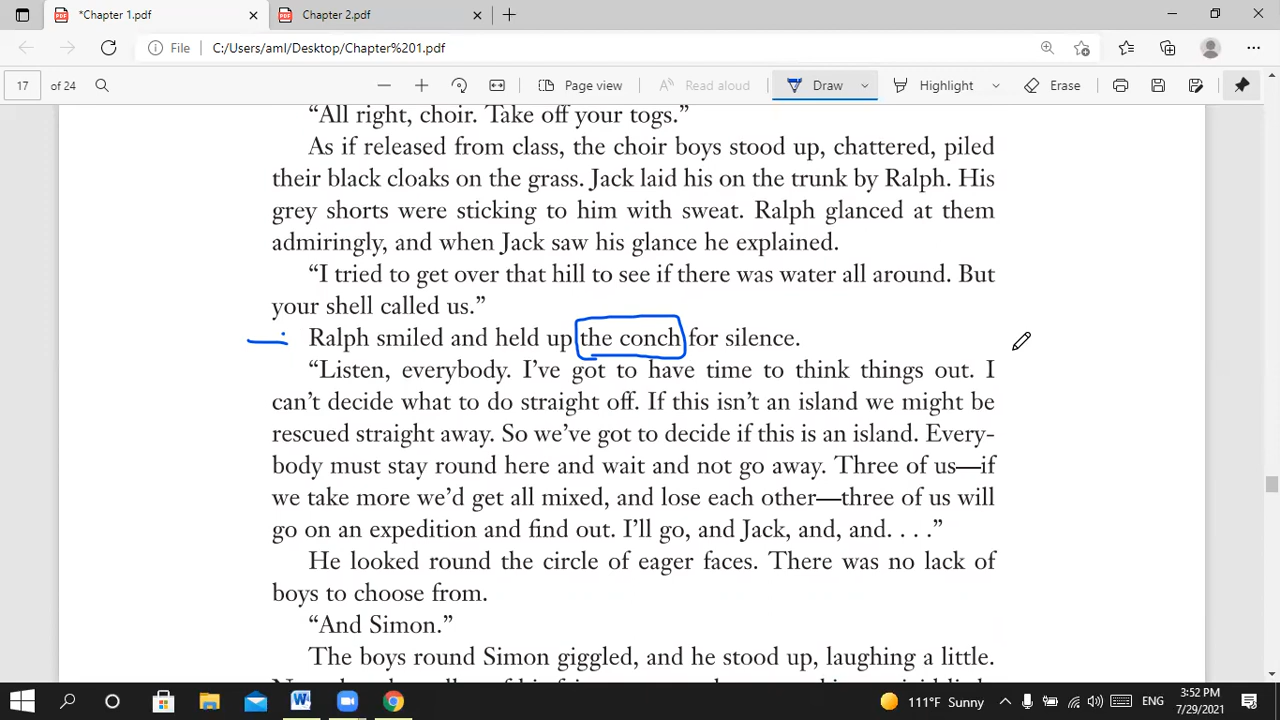 *Chapter 1.pdf
Chapter 2.pdf
File
C:/Users/aml/Desktop/Chapter%201.pdf
17
of 24
Page view
Read aloud
Draw
Highlight
Erase
“All right, choir. Take off your togs.”
As if released from class, the choir boys stood up, chattered, piled
their black cloaks on the grass. Jack laid his on the trunk by Ralph. His
grey shorts were sticking to him with sweat. Ralph glanced at them
admiringly, and when Jack saw his glance he explained.
“I tried to get over that hill to see if there was water all around. But
your shell called us.”
Ralph smiled and held up the conch for silence.
“Listen, everybody. I’ve got to have time to think things out. I
can’t decide what to do straight off. If this isn’t an island we might be
rescued straight away. So we’ve got to decide if this is an island. Every-
body must stay round here and wait and not go away. Three of us—if
we take more we’d get all mixed, and lose each other—three of us will
go on an expedition and find out. I’ll go, and Jack, and, and. . . .”
He looked round the circle of eager faces. There was no lack of
boys to choose from.
“And Simon.”
The boys round Simon giggled, and he stood up, laughing a little.
111°F Sunny
ENG
3:52 PM
7/29/2021